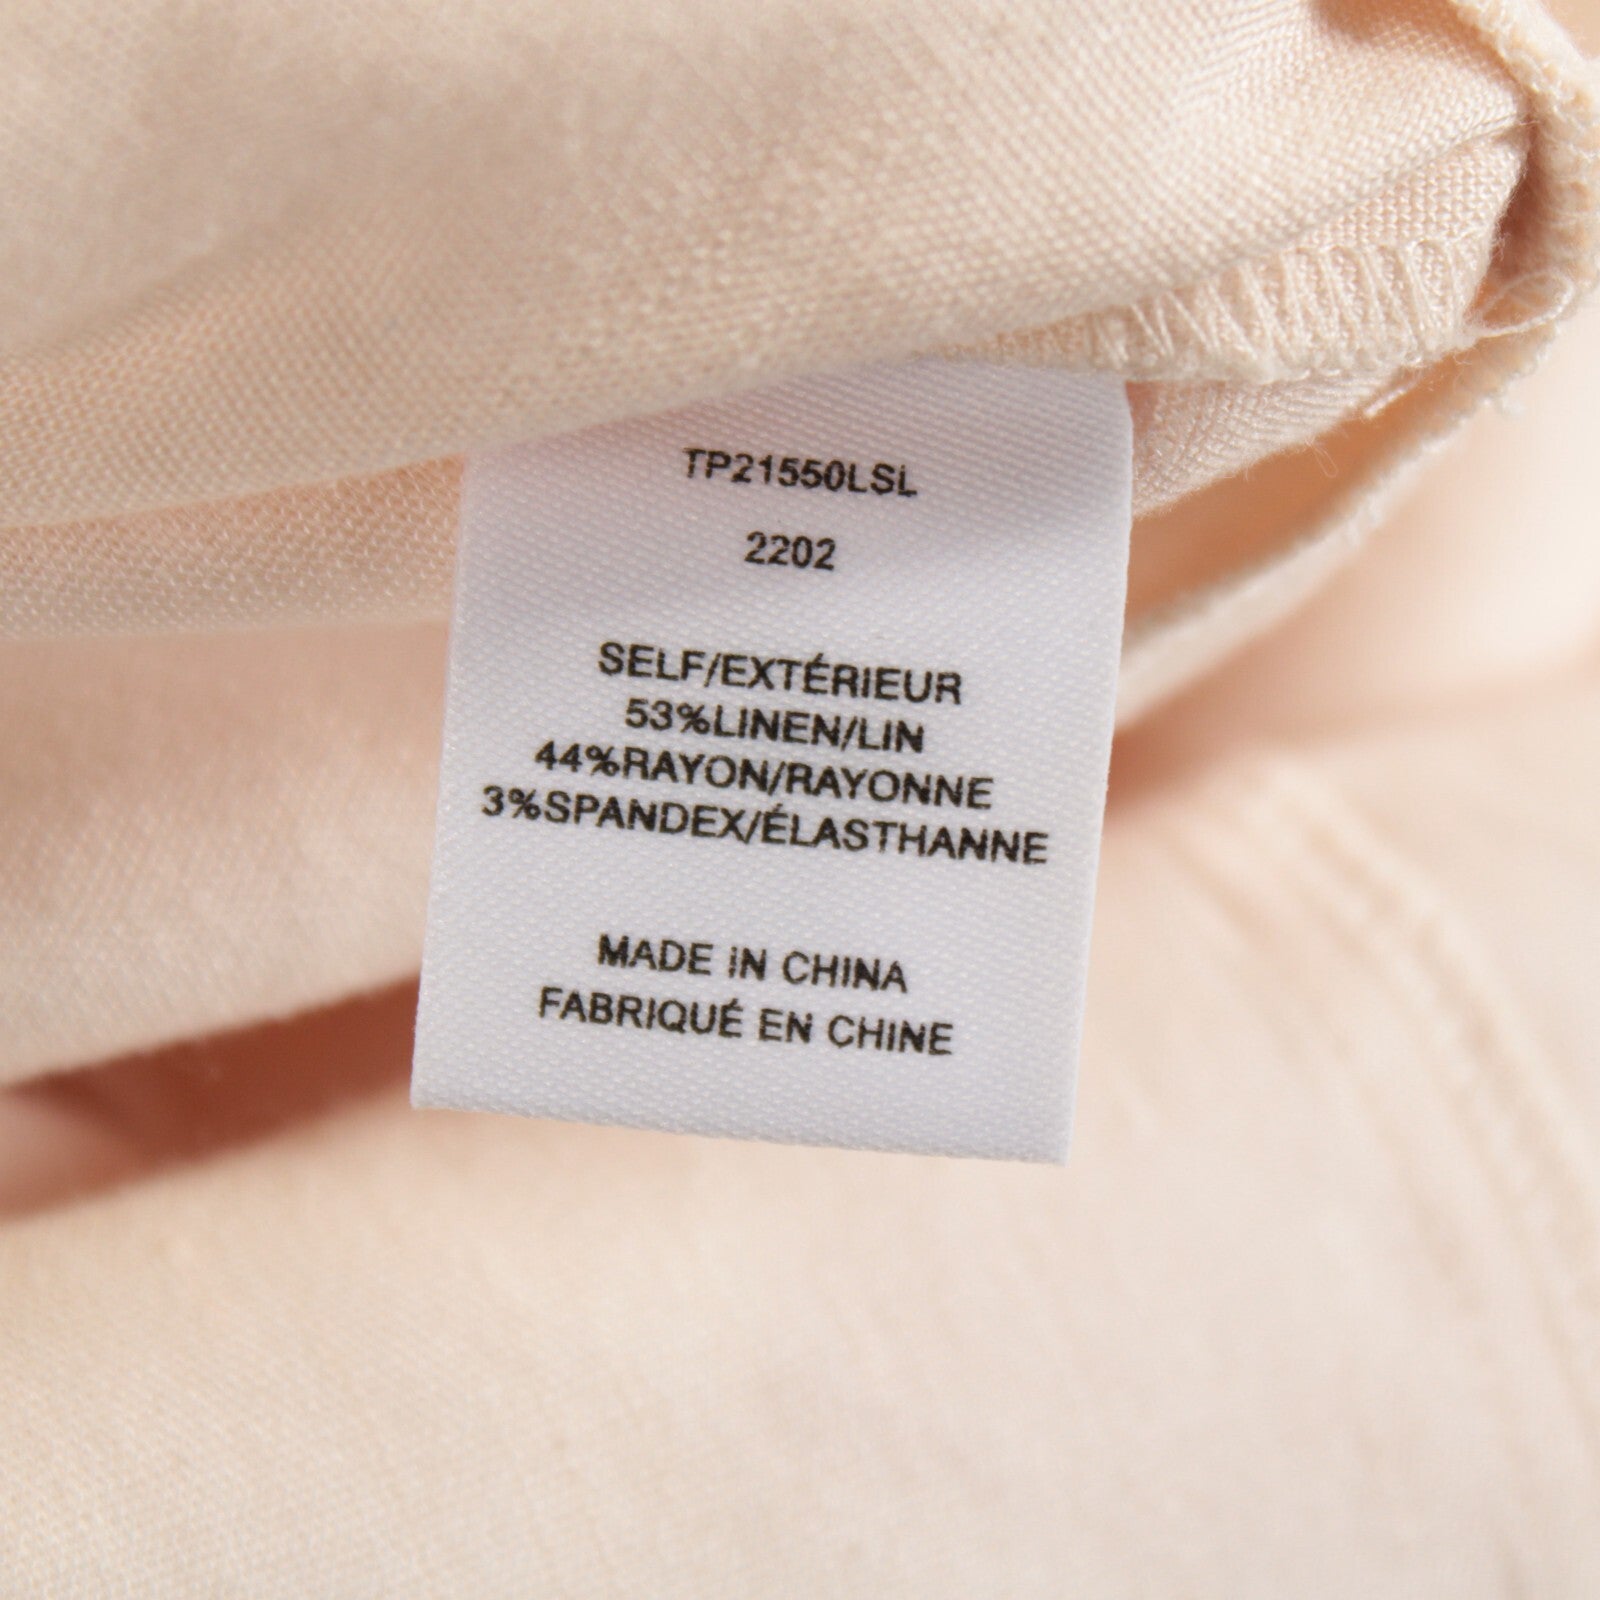 TP21550LSL
2202
SELF/EXTÉRIEUR
53%LINEN/LIN
44%RAYON/RAYONNE
3%SPANDEX/ÉLASTHANNE
MADE IN CHINA
FABRIQUÉ EN CHINE